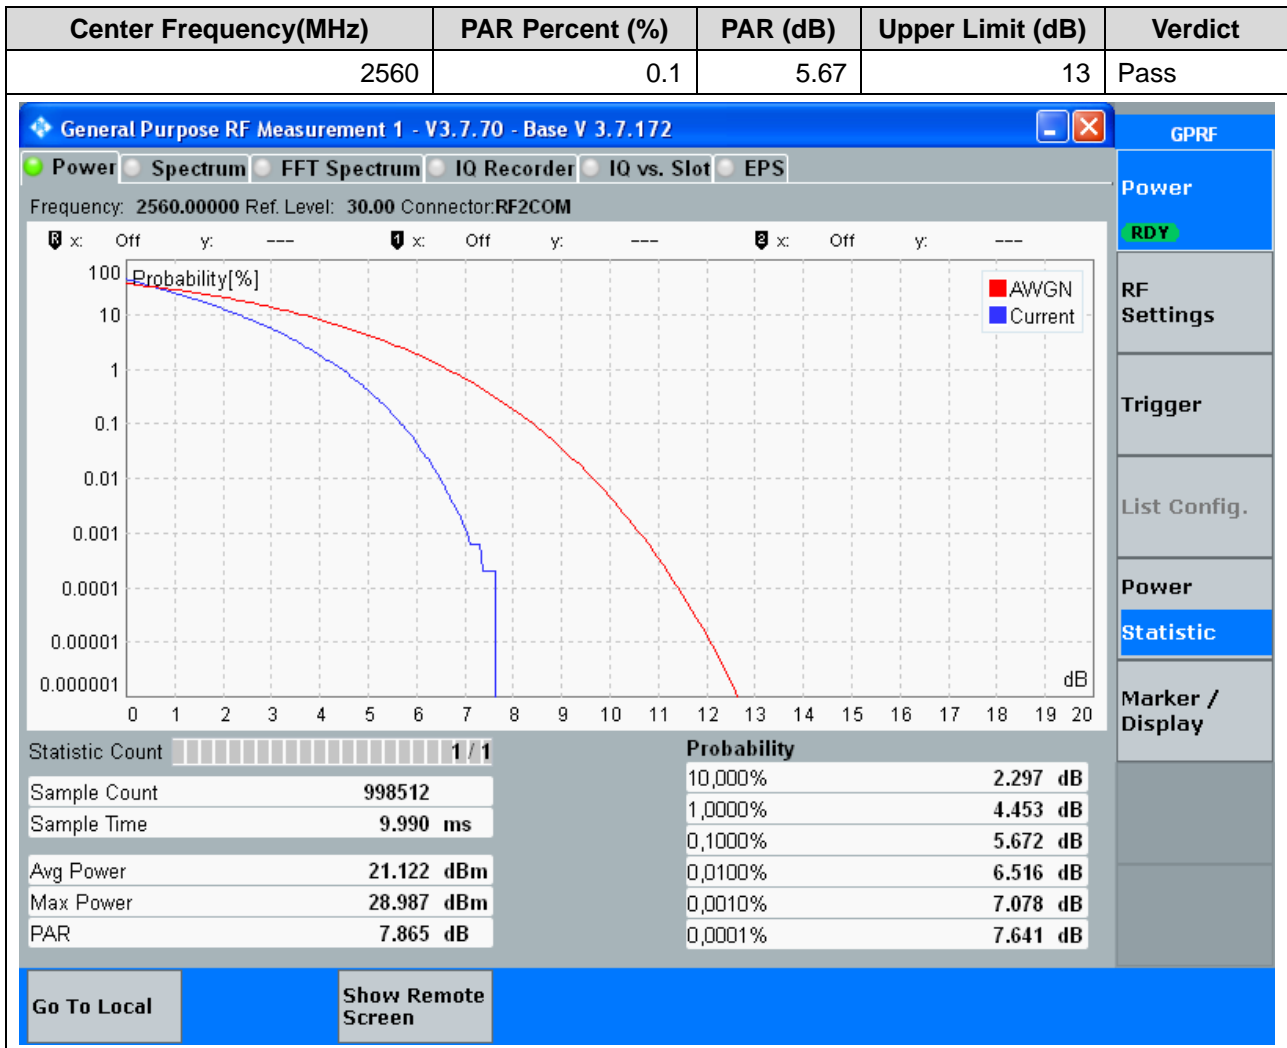 Center Frequency(MHz) PAR Percent (%) PAR (dB) Upper Limit (dB) Verdict
2560 0.1 5.67 13 Pass
General Purpose RF Measurement 1 - V3.7.70 - Base V 3.7.172
GPRF
Power Spectrum FFT Spectrum IQ Recorder IQ vs. Slot EPS
Power
RDY
Frequency: 2560.00000 Ref. Level: 30.00 Connector:RF2COM
R x: Off y: --- 1 x: Off y: --- 2 x: Off y: ---
Probability[%]
AWGN
Current
100
10
1
0.1
0.01
0.001
0.0001
0.00001
0.000001
dB
0 1 2 3 4 5 6 7 8 9 10 11 12 13 14 15 16 17 18 19 20
RF
Settings
Trigger
List Config.
Power
Statistic
Marker /
Display
Statistic Count 1 / 1
Sample Count 998512
Sample Time 9.990 ms
Avg Power 21.122 dBm
Max Power 28.987 dBm
PAR 7.865 dB
Probability
10,000% 2.297 dB
1,0000% 4.453 dB
0,1000% 5.672 dB
0,0100% 6.516 dB
0,0010% 7.078 dB
0,0001% 7.641 dB
Go To Local
Show Remote
Screen